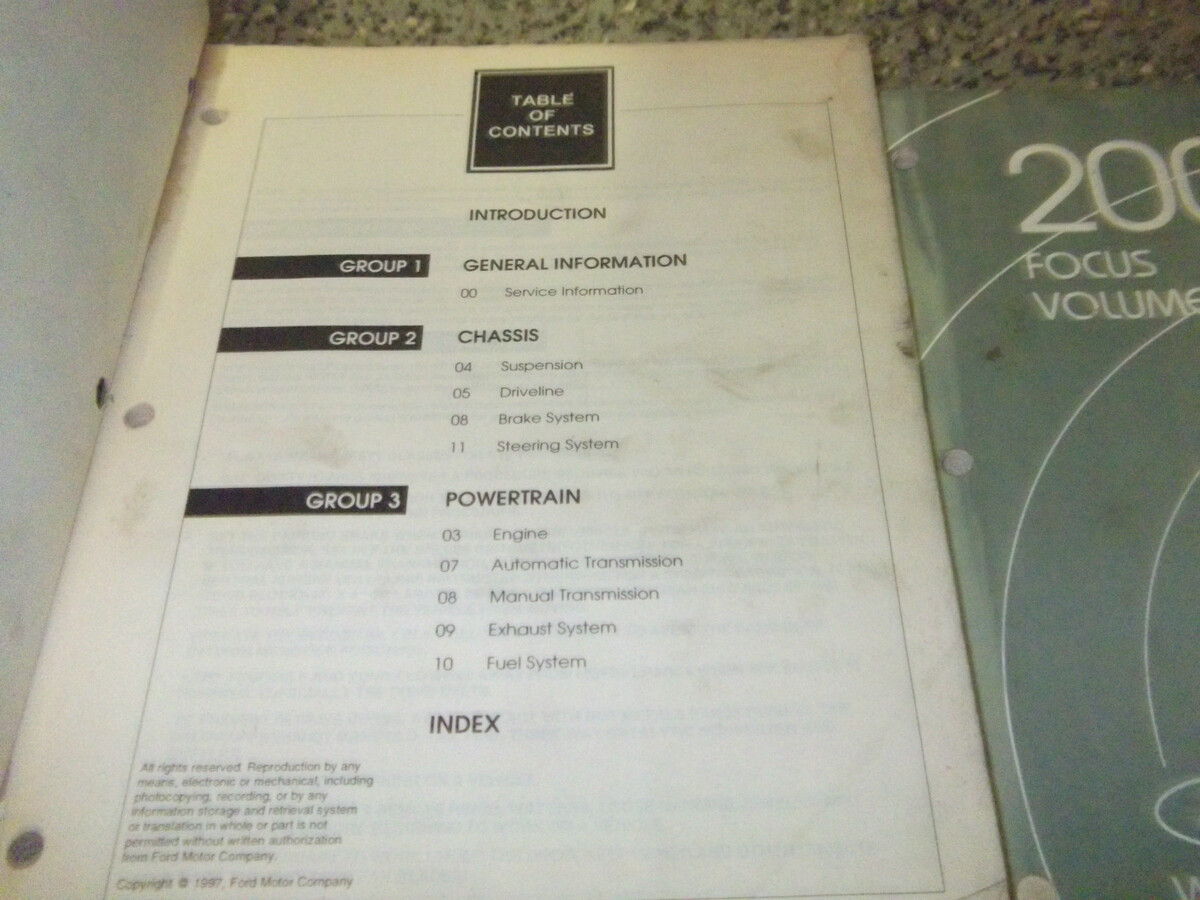 TABLE
OF
CONTENTS
INTRODUCTION
GROUP 1 GENERAL INFORMATION
00 Service Information
GROUP 2 CHASSIS
04 Suspension
05 Driveline
08 Brake System
11 Steering System
GROUP 3 POWERTRAIN
03 Engine
07 Automatic Transmission
08 Manual Transmission
09 Exhaust System
10 Fuel System
INDEX
All rights reserved. Reproduction by any
means, electronic or mechanical, including
photocopying, recording, or by any
information storage and retrieval system
or translation in whole or part is not
permitted without written authorization
from Ford Motor Company.
Copyright © 1997, Ford Motor Company
200
FOCUS
VOLUME